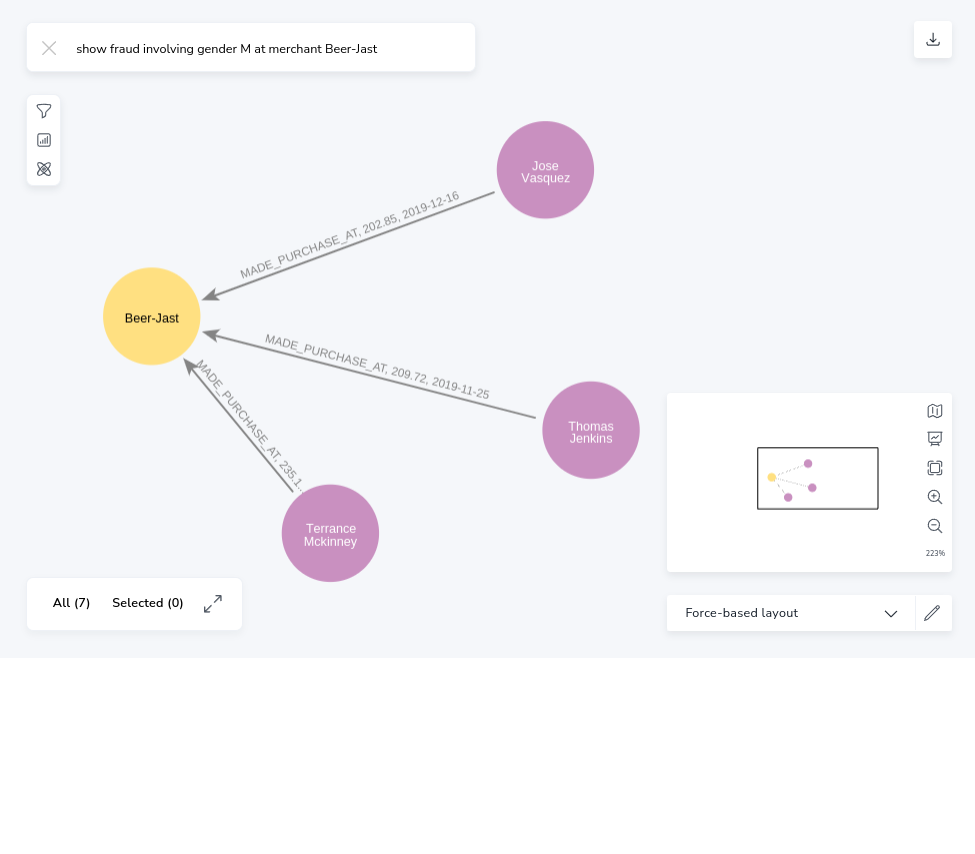 show fraud involving gender M at merchant Beer-Jast
Jose
Vasquez
MADE_PURCHASE_AT, 202.85, 2019-12-16
Beer-Jast
MADE_PURCHASE_AT, 209.72, 2019-11-25
MADE_PURCHASE_AT, 235.1...
Thomas
Jenkins
Terrance
Mckinney
223%
All (7) Selected (0)
Force-based layout